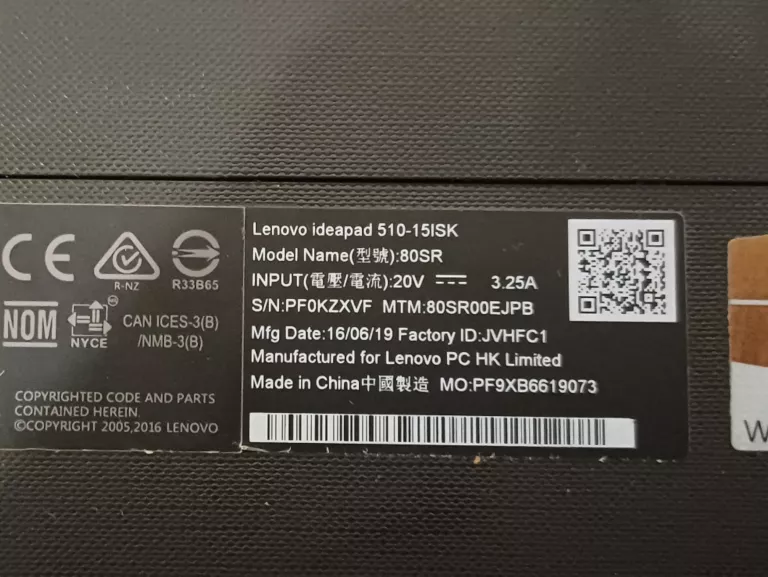 CE
R-NZ
R33B65
NOM
NYCE
CAN ICES-3(B)
/NMB-3(B)
COPYRIGHTED CODE AND PARTS
CONTAINED HEREIN.
©COPYRIGHT 2005,2016 LENOVO
Lenovo ideapad 510-15ISK
Model Name(型號):80SR
INPUT(電壓/電流):20V ⎓ 3.25A
S/N:PF0KZXVF MTM:80SR00EJPB
Mfg Date:16/06/19 Factory ID:JVHFC1
Manufactured for Lenovo PC HK Limited
Made in China中國製造 MO:PF9XB6619073
W